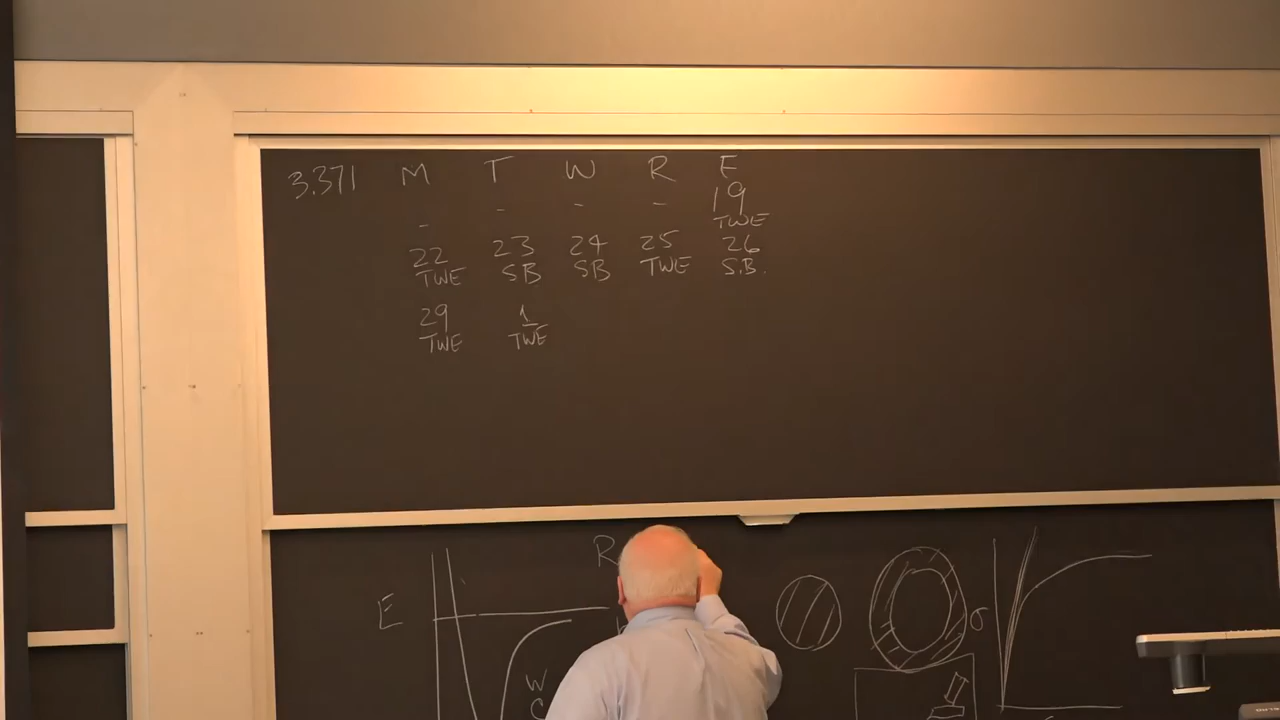 3.371 M T W R F
- - - - 19
TWE
22 23 24 25 26
TWE SB SB TWE S.B.
29 1
TWE TWE
R
E
σ
W